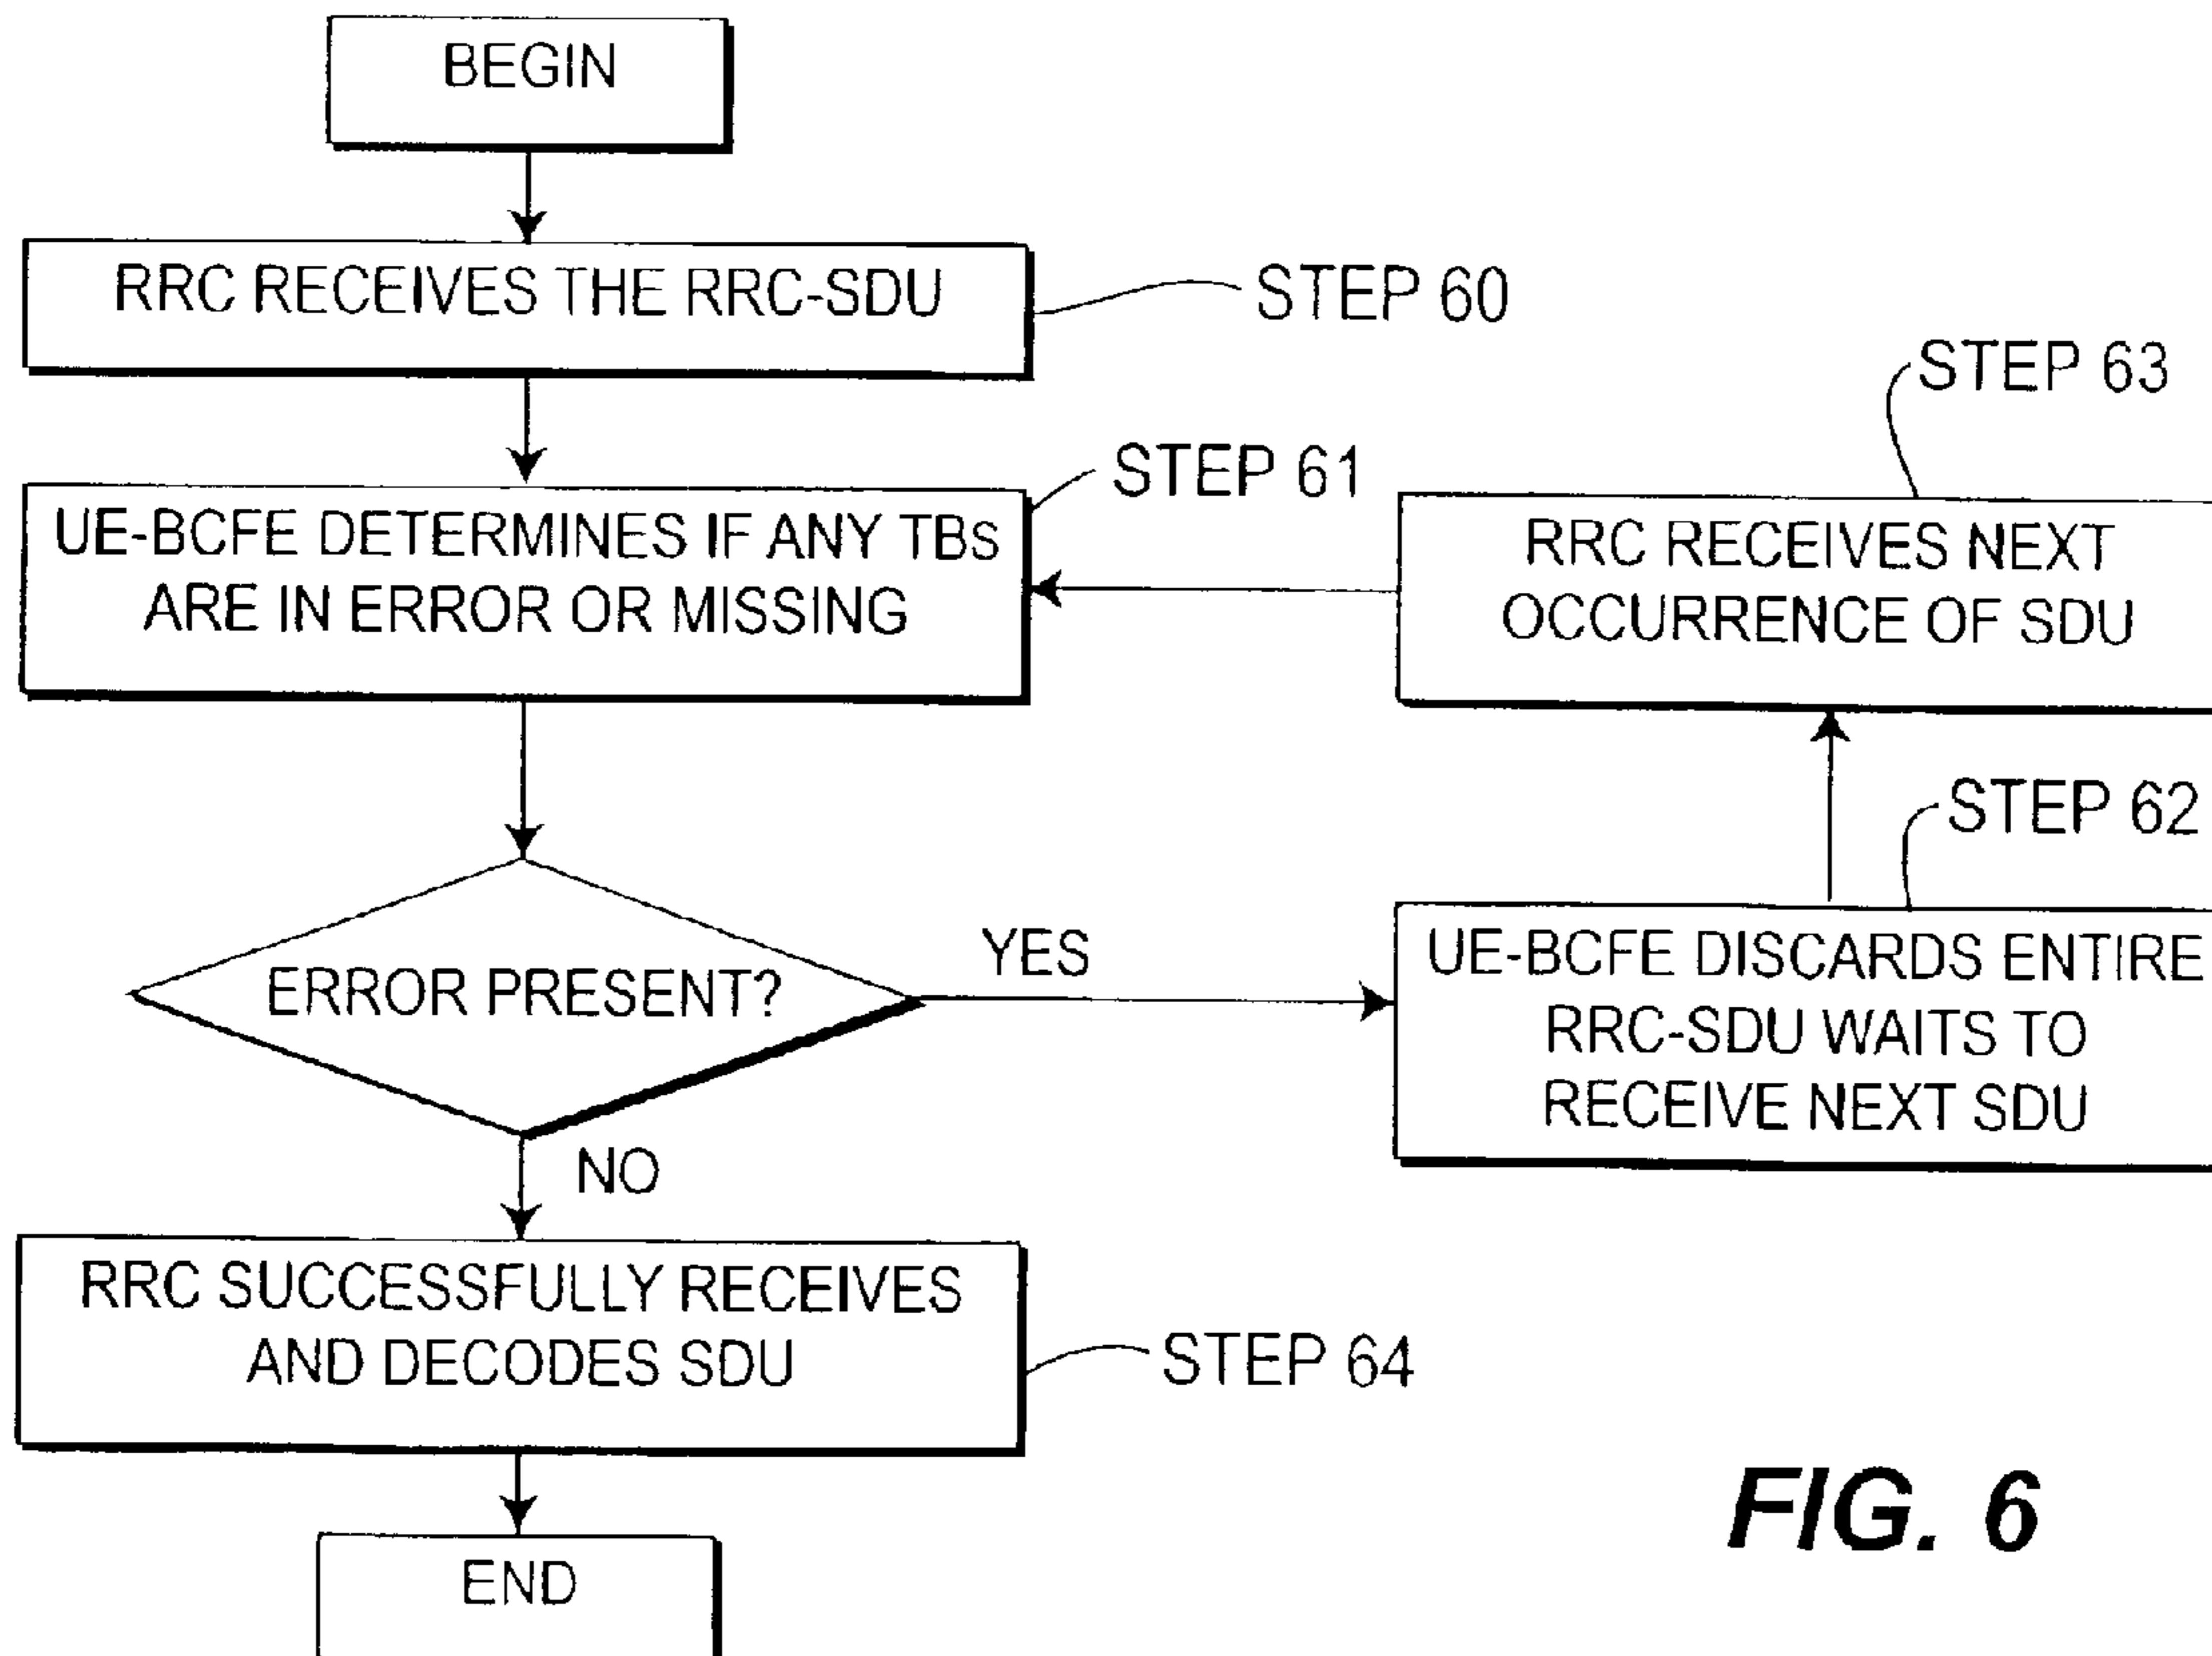 BEGIN
RRC RECEIVES THE RRC-SDU
STEP 60
UE-BCFE DETERMINES IF ANY TBs
ARE IN ERROR OR MISSING
STEP 61
RRC RECEIVES NEXT
OCCURRENCE OF SDU
STEP 63
ERROR PRESENT?
YES
UE-BCFE DISCARDS ENTIRE
RRC-SDU WAITS TO
RECEIVE NEXT SDU
STEP 62
NO
RRC SUCCESSFULLY RECEIVES
AND DECODES SDU
STEP 64
END
FIG. 6